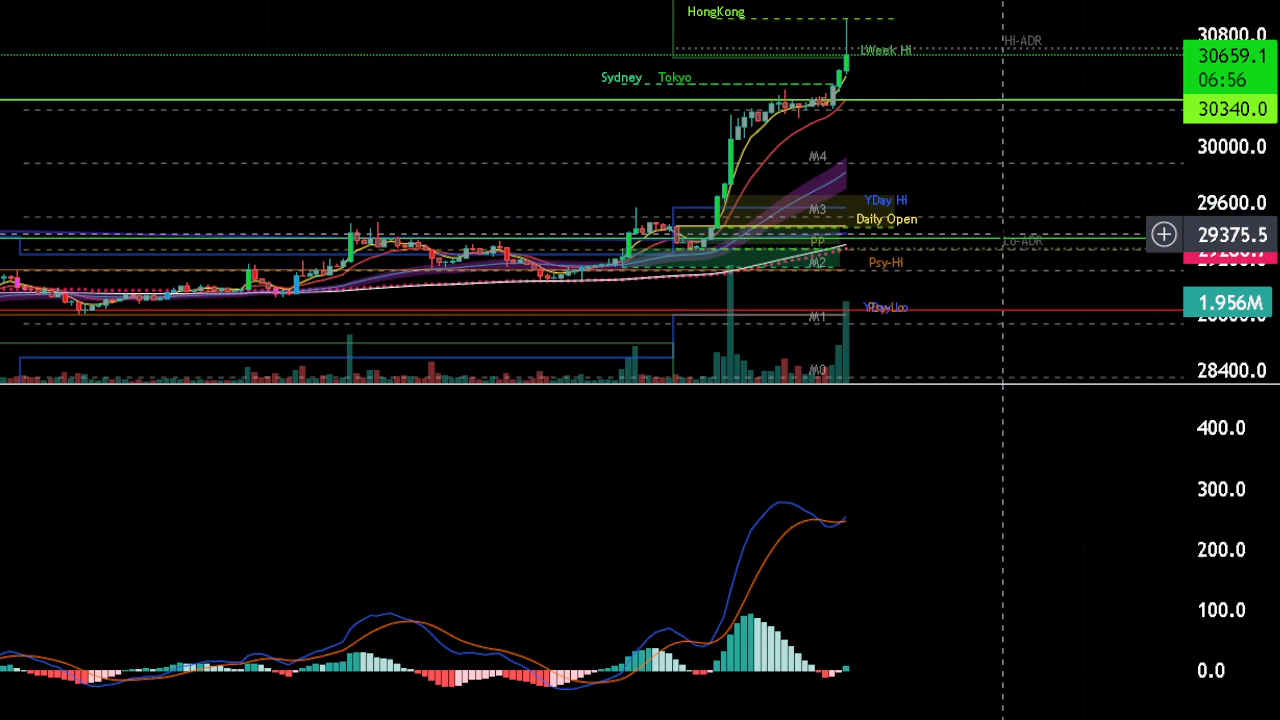 HongKong
30800.0
Hi-ADR
LWeek Hi
30659.1
06:56
Sydney Tokyo
30340.0
M4
30000.0
29600.0
YDay Hi
M3
Daily Open
29375.5
PP
Lo-ADR
M2
Psy-Hi
1.956M
M1
M0
28400.0
400.0
300.0
200.0
100.0
0.0